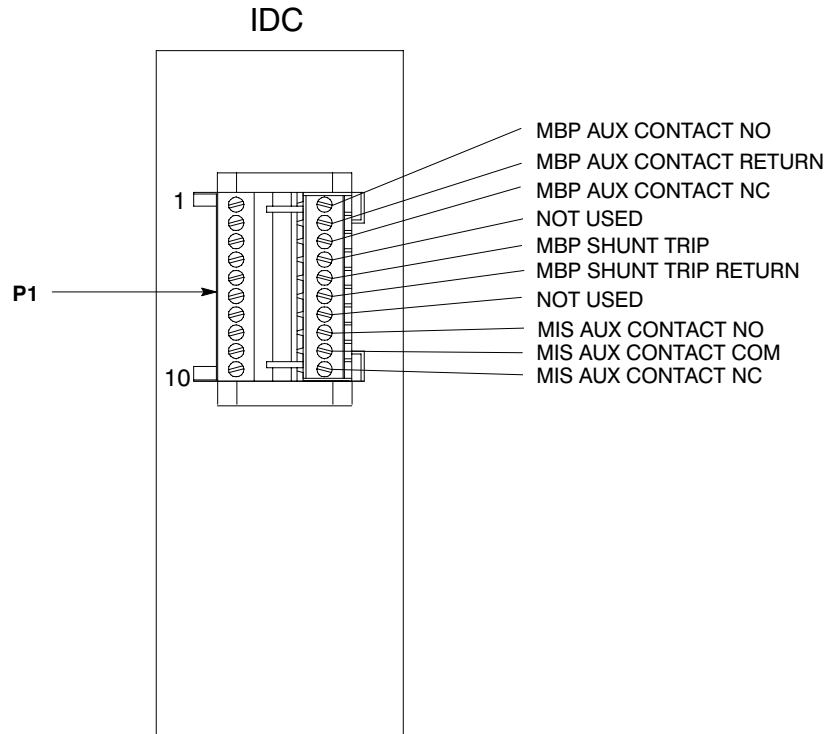 IDC
MBP AUX CONTACT NO
MBP AUX CONTACT RETURN
MBP AUX CONTACT NC
NOT USED
MBP SHUNT TRIP
MBP SHUNT TRIP RETURN
NOT USED
MIS AUX CONTACT NO
MIS AUX CONTACT COM
MIS AUX CONTACT NC
1
P1
10